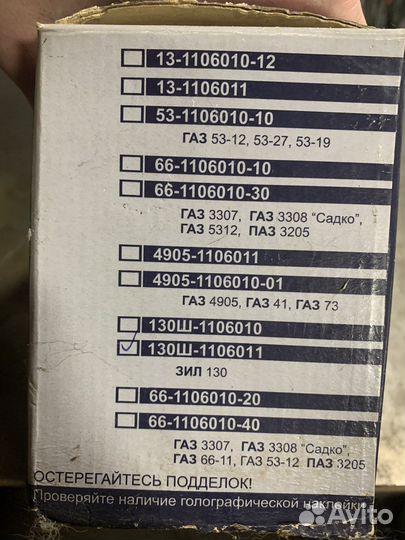 13-1106010-12
13-1106011
53-1106010-10
ГАЗ 53-12, 53-27, 53-19
66-1106010-10
66-1106010-30
ГАЗ 3307, ГАЗ 3308 "Садко",
ГАЗ 5312, ПАЗ 3205
4905-1106011
4905-1106010-01
ГАЗ 4905, ГАЗ 41, ГАЗ 73
130Ш-1106010
130Ш-1106011
ЗИЛ 130
66-1106010-20
66-1106010-40
ГАЗ 3307, ГАЗ 3308 "Садко",
ГАЗ 66-11, ГАЗ 53-12 ПАЗ 3205
ОСТЕРЕГАЙТЕСЬ ПОДДЕЛОК!
Проверяйте наличие голографической наклейки
Avito